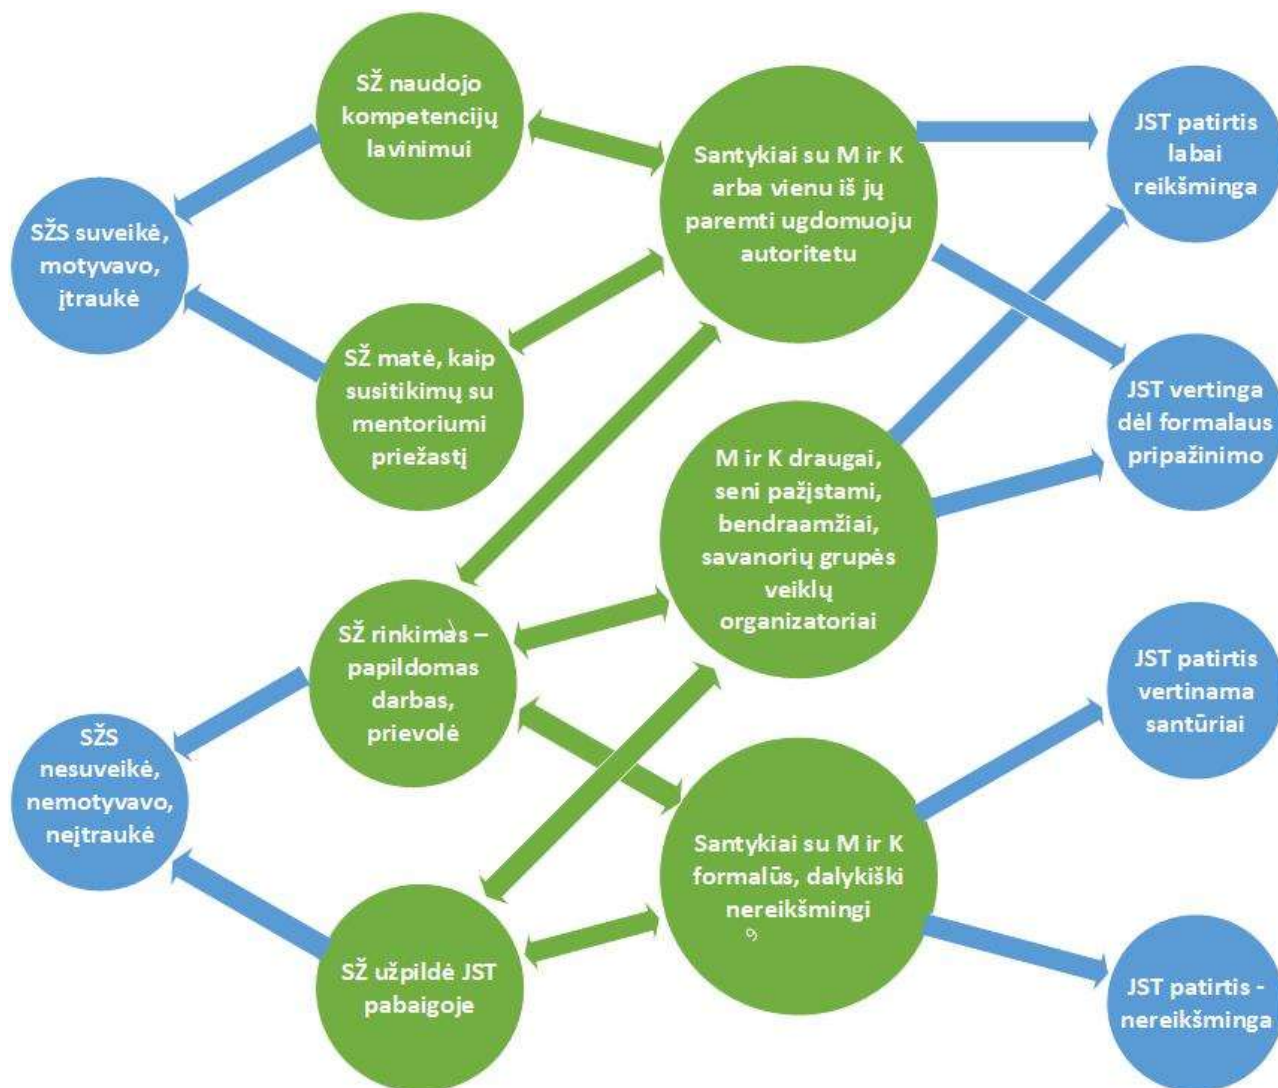 SŽ naudojo
kompetencijų
lavinimui
SŽS suveikė,
motyvavo,
įtraukė
SŽ matė, kaip
susitikimų su
mentoriumi
priežastį
SŽ rinkimas –
papildomas
darbas,
prievolė
SŽS
nesuveikė,
nemotyvavo,
neįtraukė
SŽ užpildė JST
pabaigoje
Santykiai su M ir K
arba vienu iš jų
paremti ugdomuoju
autoritetu
M ir K draugai,
seni pažįstami,
bendraamžiai,
savanorių grupės
veiklų
organizatoriai
Santykiai su M ir K
formalūs, dalykiški
nereikšmingi
JST patirtis
labai
reikšminga
JST vertinga
dėl formalaus
pripažinimo
JST patirtis
vertinama
santūriai
JST patirtis -
nereikšminga